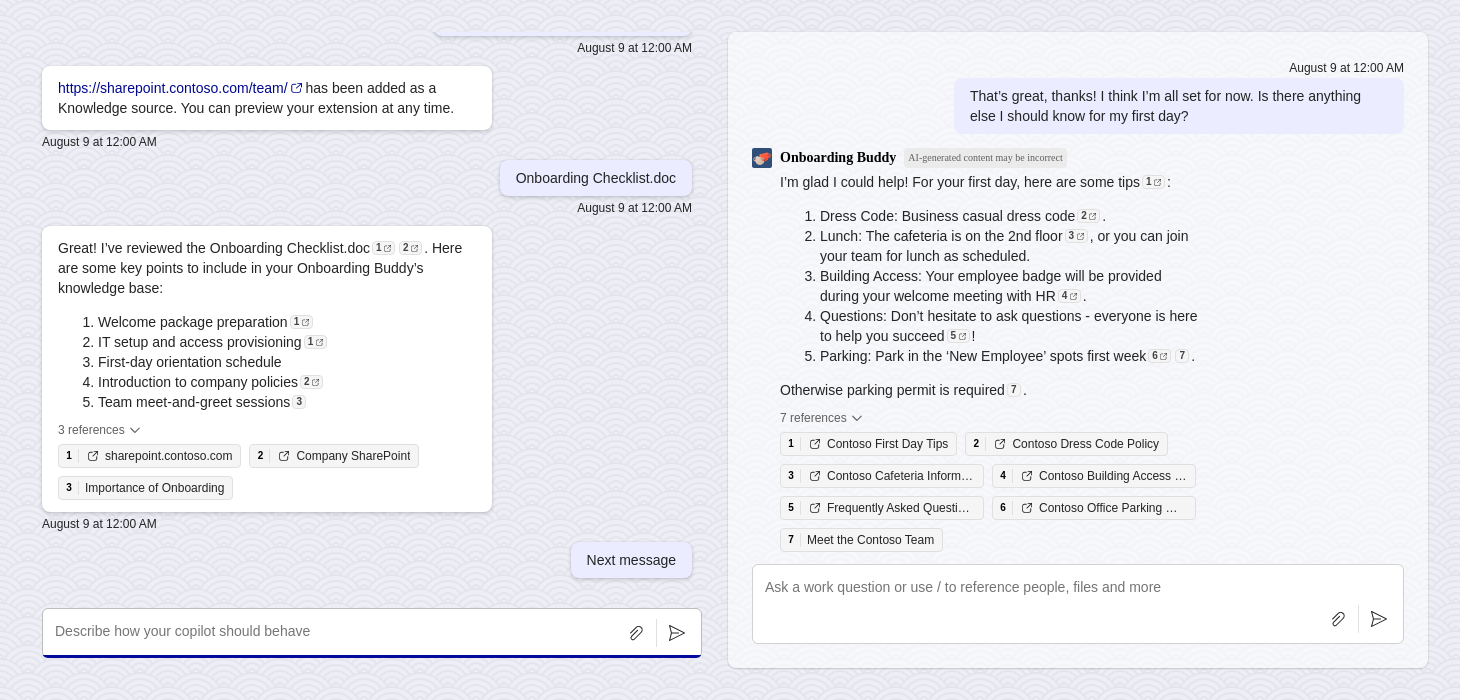 August 9 at 12:00 AM
https://sharepoint.contoso.com/team/ has been added as a
Knowledge source. You can preview your extension at any time.
August 9 at 12:00 AM
Onboarding Checklist.doc
August 9 at 12:00 AM
Great! I’ve reviewed the Onboarding Checklist.doc 1 2 . Here
are some key points to include in your Onboarding Buddy’s
knowledge base:
1. Welcome package preparation 1
2. IT setup and access provisioning 1
3. First-day orientation schedule
4. Introduction to company policies 2
5. Team meet-and-greet sessions 3
3 references
1 sharepoint.contoso.com 2 Company SharePoint
3 Importance of Onboarding
August 9 at 12:00 AM
Next message
Describe how your copilot should behave
August 9 at 12:00 AM
That’s great, thanks! I think I’m all set for now. Is there anything
else I should know for my first day?
Onboarding Buddy AI-generated content may be incorrect
I’m glad I could help! For your first day, here are some tips 1 :
1. Dress Code: Business casual dress code 2 .
2. Lunch: The cafeteria is on the 2nd floor 3 , or you can join
your team for lunch as scheduled.
3. Building Access: Your employee badge will be provided
during your welcome meeting with HR 4 .
4. Questions: Don’t hesitate to ask questions - everyone is here
to help you succeed 5 !
5. Parking: Park in the ‘New Employee’ spots first week 6 7 .
Otherwise parking permit is required 7 .
7 references
1 Contoso First Day Tips 2 Contoso Dress Code Policy
3 Contoso Cafeteria Inform… 4 Contoso Building Access …
5 Frequently Asked Questi… 6 Contoso Office Parking …
7 Meet the Contoso Team
Ask a work question or use / to reference people, files and more